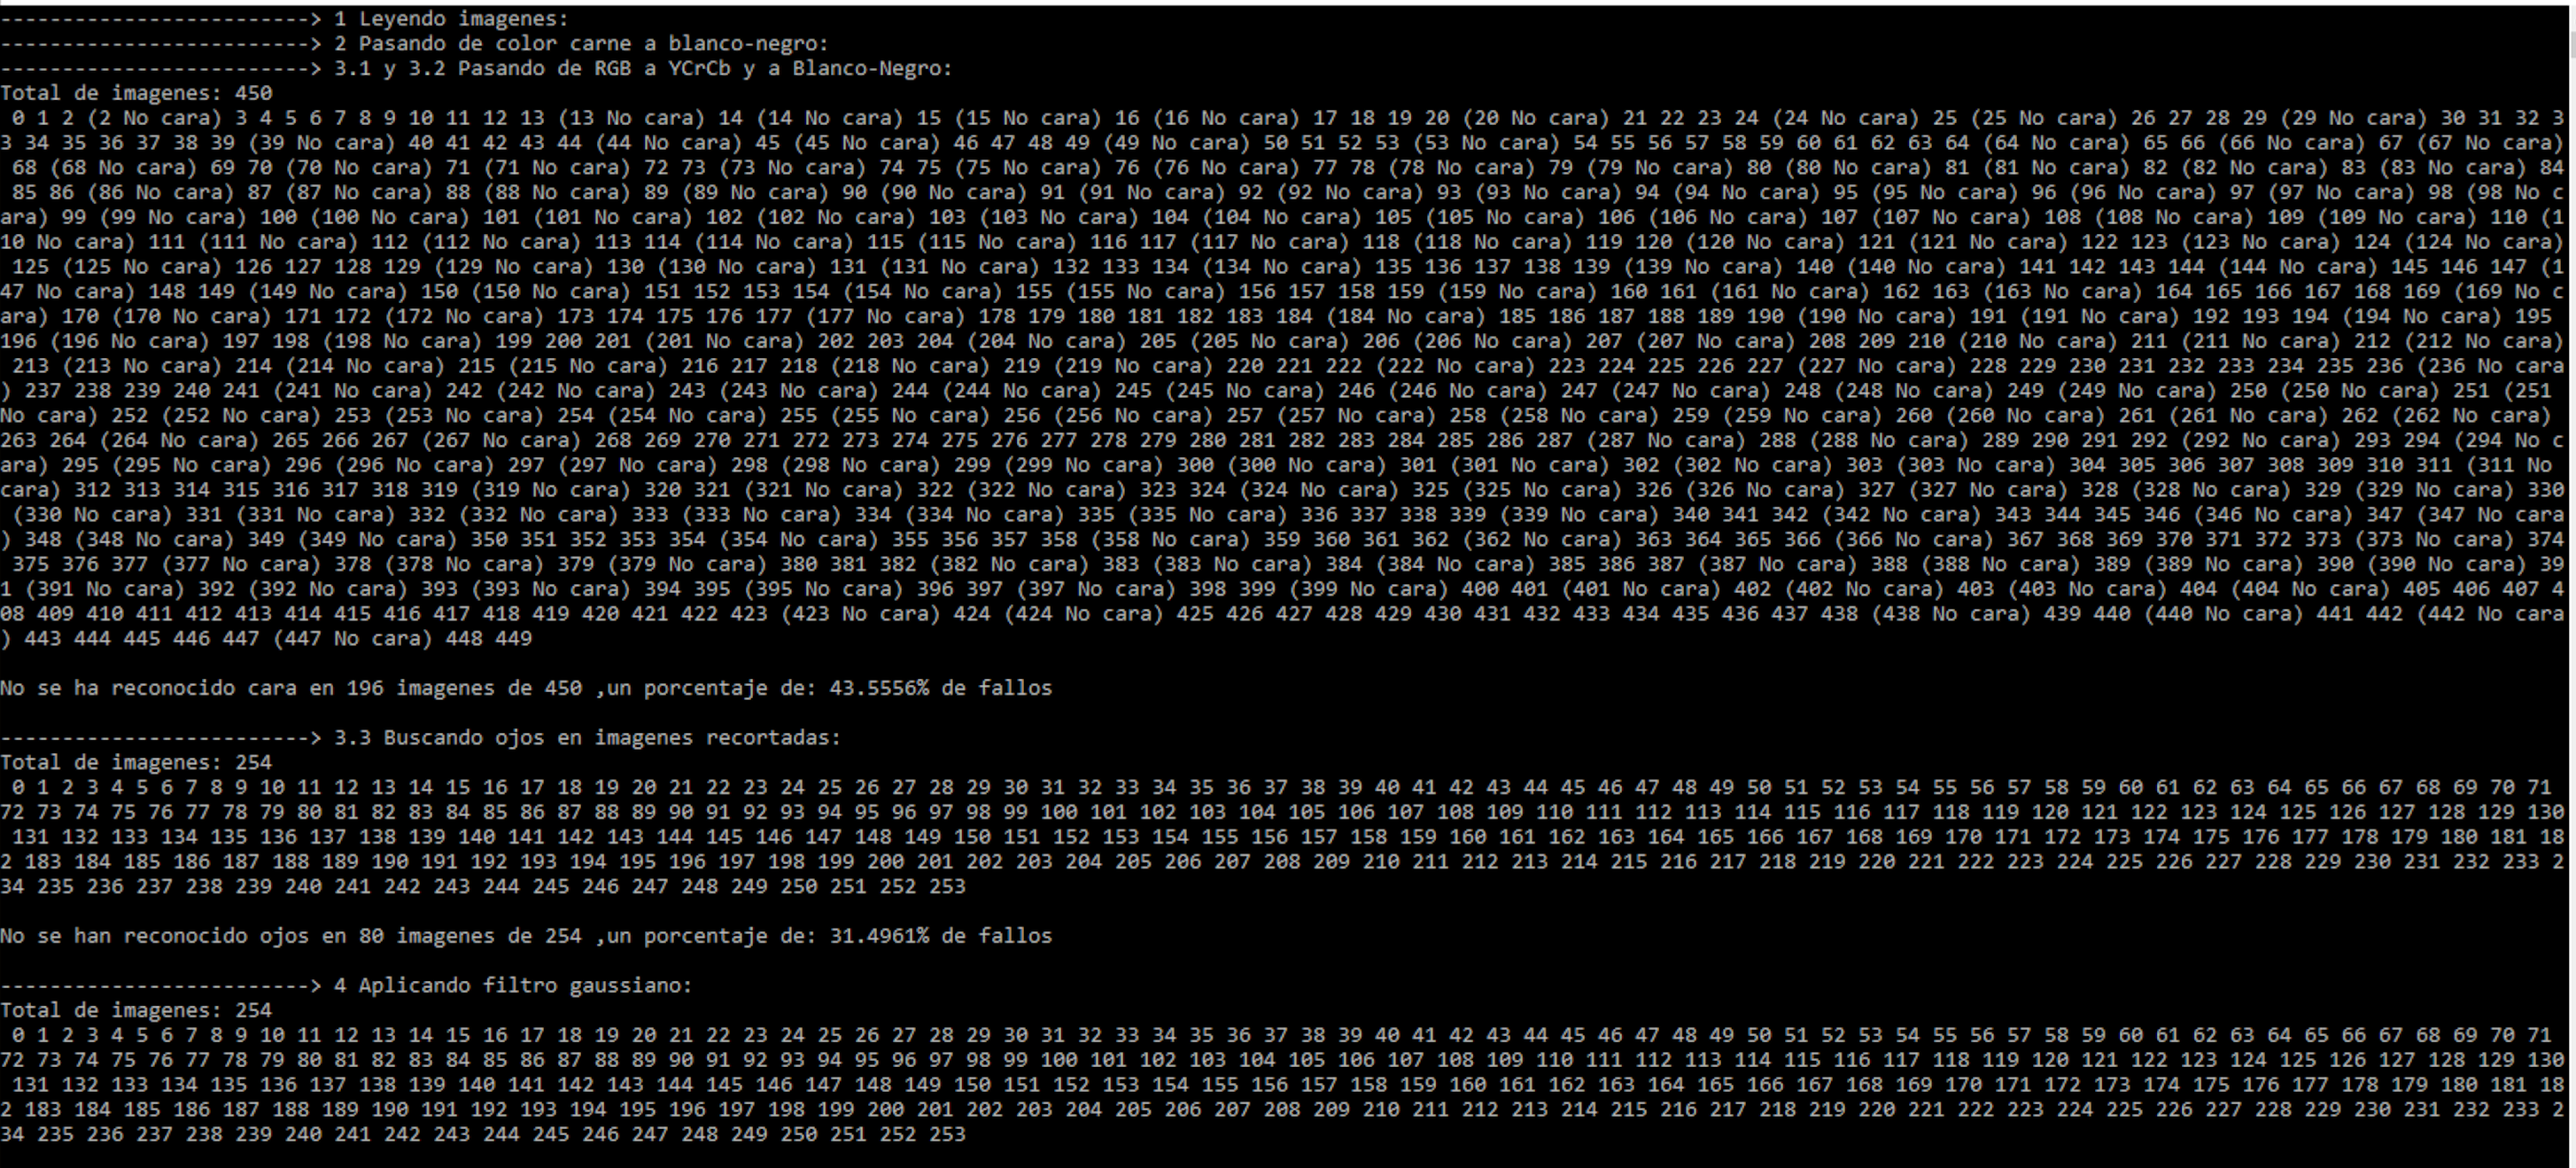 -------------------------> 1 Leyendo imagenes:
-------------------------> 2 Pasando de color carne a blanco-negro:
-------------------------> 3.1 y 3.2 Pasando de RGB a YCrCb y a Blanco-Negro:
Total de imagenes: 450
0 1 2 (2 No cara) 3 4 5 6 7 8 9 10 11 12 13 (13 No cara) 14 (14 No cara) 15 (15 No cara) 16 (16 No cara) 17 18 19 20 (20 No cara) 21 22 23 24 (24 No cara) 25 (25 No cara) 26 27 28 29 (29 No cara) 30 31 32 3
3 34 35 36 37 38 39 (39 No cara) 40 41 42 43 44 (44 No cara) 45 (45 No cara) 46 47 48 49 (49 No cara) 50 51 52 53 (53 No cara) 54 55 56 57 58 59 60 61 62 63 64 (64 No cara) 65 66 (66 No cara) 67 (67 No cara)
68 (68 No cara) 69 70 (70 No cara) 71 (71 No cara) 72 73 (73 No cara) 74 75 (75 No cara) 76 (76 No cara) 77 78 (78 No cara) 79 (79 No cara) 80 (80 No cara) 81 (81 No cara) 82 (82 No cara) 83 (83 No cara) 84
85 86 (86 No cara) 87 (87 No cara) 88 (88 No cara) 89 (89 No cara) 90 (90 No cara) 91 (91 No cara) 92 (92 No cara) 93 (93 No cara) 94 (94 No cara) 95 (95 No cara) 96 (96 No cara) 97 (97 No cara) 98 (98 No c
ara) 99 (99 No cara) 100 (100 No cara) 101 (101 No cara) 102 (102 No cara) 103 (103 No cara) 104 (104 No cara) 105 (105 No cara) 106 (106 No cara) 107 (107 No cara) 108 (108 No cara) 109 (109 No cara) 110 (1
10 No cara) 111 (111 No cara) 112 (112 No cara) 113 114 (114 No cara) 115 (115 No cara) 116 117 (117 No cara) 118 (118 No cara) 119 120 (120 No cara) 121 (121 No cara) 122 123 (123 No cara) 124 (124 No cara)
125 (125 No cara) 126 127 128 129 (129 No cara) 130 (130 No cara) 131 (131 No cara) 132 133 134 (134 No cara) 135 136 137 138 139 (139 No cara) 140 (140 No cara) 141 142 143 144 (144 No cara) 145 146 147 (1
47 No cara) 148 149 (149 No cara) 150 (150 No cara) 151 152 153 154 (154 No cara) 155 (155 No cara) 156 157 158 159 (159 No cara) 160 161 (161 No cara) 162 163 (163 No cara) 164 165 166 167 168 169 (169 No c
ara) 170 (170 No cara) 171 172 (172 No cara) 173 174 175 176 177 (177 No cara) 178 179 180 181 182 183 184 (184 No cara) 185 186 187 188 189 190 (190 No cara) 191 (191 No cara) 192 193 194 (194 No cara) 195
196 (196 No cara) 197 198 (198 No cara) 199 200 201 (201 No cara) 202 203 204 (204 No cara) 205 (205 No cara) 206 (206 No cara) 207 (207 No cara) 208 209 210 (210 No cara) 211 (211 No cara) 212 (212 No cara)
213 (213 No cara) 214 (214 No cara) 215 (215 No cara) 216 217 218 (218 No cara) 219 (219 No cara) 220 221 222 (222 No cara) 223 224 225 226 227 (227 No cara) 228 229 230 231 232 233 234 235 236 (236 No cara
) 237 238 239 240 241 (241 No cara) 242 (242 No cara) 243 (243 No cara) 244 (244 No cara) 245 (245 No cara) 246 (246 No cara) 247 (247 No cara) 248 (248 No cara) 249 (249 No cara) 250 (250 No cara) 251 (251
No cara) 252 (252 No cara) 253 (253 No cara) 254 (254 No cara) 255 (255 No cara) 256 (256 No cara) 257 (257 No cara) 258 (258 No cara) 259 (259 No cara) 260 (260 No cara) 261 (261 No cara) 262 (262 No cara)
263 264 (264 No cara) 265 266 267 (267 No cara) 268 269 270 271 272 273 274 275 276 277 278 279 280 281 282 283 284 285 286 287 (287 No cara) 288 (288 No cara) 289 290 291 292 (292 No cara) 293 294 (294 No c
ara) 295 (295 No cara) 296 (296 No cara) 297 (297 No cara) 298 (298 No cara) 299 (299 No cara) 300 (300 No cara) 301 (301 No cara) 302 (302 No cara) 303 (303 No cara) 304 305 306 307 308 309 310 311 (311 No
cara) 312 313 314 315 316 317 318 319 (319 No cara) 320 321 (321 No cara) 322 (322 No cara) 323 324 (324 No cara) 325 (325 No cara) 326 (326 No cara) 327 (327 No cara) 328 (328 No cara) 329 (329 No cara) 330
(330 No cara) 331 (331 No cara) 332 (332 No cara) 333 (333 No cara) 334 (334 No cara) 335 (335 No cara) 336 337 338 339 (339 No cara) 340 341 342 (342 No cara) 343 344 345 346 (346 No cara) 347 (347 No cara
) 348 (348 No cara) 349 (349 No cara) 350 351 352 353 354 (354 No cara) 355 356 357 358 (358 No cara) 359 360 361 362 (362 No cara) 363 364 365 366 (366 No cara) 367 368 369 370 371 372 373 (373 No cara) 374
375 376 377 (377 No cara) 378 (378 No cara) 379 (379 No cara) 380 381 382 (382 No cara) 383 (383 No cara) 384 (384 No cara) 385 386 387 (387 No cara) 388 (388 No cara) 389 (389 No cara) 390 (390 No cara) 39
1 (391 No cara) 392 (392 No cara) 393 (393 No cara) 394 395 (395 No cara) 396 397 (397 No cara) 398 399 (399 No cara) 400 401 (401 No cara) 402 (402 No cara) 403 (403 No cara) 404 (404 No cara) 405 406 407 4
08 409 410 411 412 413 414 415 416 417 418 419 420 421 422 423 (423 No cara) 424 (424 No cara) 425 426 427 428 429 430 431 432 433 434 435 436 437 438 (438 No cara) 439 440 (440 No cara) 441 442 (442 No cara
) 443 444 445 446 447 (447 No cara) 448 449
No se ha reconocido cara en 196 imagenes de 450 ,un porcentaje de: 43.5556% de fallos
-------------------------> 3.3 Buscando ojos en imagenes recortadas:
Total de imagenes: 254
0 1 2 3 4 5 6 7 8 9 10 11 12 13 14 15 16 17 18 19 20 21 22 23 24 25 26 27 28 29 30 31 32 33 34 35 36 37 38 39 40 41 42 43 44 45 46 47 48 49 50 51 52 53 54 55 56 57 58 59 60 61 62 63 64 65 66 67 68 69 70 71
72 73 74 75 76 77 78 79 80 81 82 83 84 85 86 87 88 89 90 91 92 93 94 95 96 97 98 99 100 101 102 103 104 105 106 107 108 109 110 111 112 113 114 115 116 117 118 119 120 121 122 123 124 125 126 127 128 129 130
131 132 133 134 135 136 137 138 139 140 141 142 143 144 145 146 147 148 149 150 151 152 153 154 155 156 157 158 159 160 161 162 163 164 165 166 167 168 169 170 171 172 173 174 175 176 177 178 179 180 181 18
2 183 184 185 186 187 188 189 190 191 192 193 194 195 196 197 198 199 200 201 202 203 204 205 206 207 208 209 210 211 212 213 214 215 216 217 218 219 220 221 222 223 224 225 226 227 228 229 230 231 232 233 2
34 235 236 237 238 239 240 241 242 243 244 245 246 247 248 249 250 251 252 253
No se han reconocido ojos en 80 imagenes de 254 ,un porcentaje de: 31.4961% de fallos
-------------------------> 4 Aplicando filtro gaussiano:
Total de imagenes: 254
0 1 2 3 4 5 6 7 8 9 10 11 12 13 14 15 16 17 18 19 20 21 22 23 24 25 26 27 28 29 30 31 32 33 34 35 36 37 38 39 40 41 42 43 44 45 46 47 48 49 50 51 52 53 54 55 56 57 58 59 60 61 62 63 64 65 66 67 68 69 70 71
72 73 74 75 76 77 78 79 80 81 82 83 84 85 86 87 88 89 90 91 92 93 94 95 96 97 98 99 100 101 102 103 104 105 106 107 108 109 110 111 112 113 114 115 116 117 118 119 120 121 122 123 124 125 126 127 128 129 130
131 132 133 134 135 136 137 138 139 140 141 142 143 144 145 146 147 148 149 150 151 152 153 154 155 156 157 158 159 160 161 162 163 164 165 166 167 168 169 170 171 172 173 174 175 176 177 178 179 180 181 18
2 183 184 185 186 187 188 189 190 191 192 193 194 195 196 197 198 199 200 201 202 203 204 205 206 207 208 209 210 211 212 213 214 215 216 217 218 219 220 221 222 223 224 225 226 227 228 229 230 231 232 233 2
34 235 236 237 238 239 240 241 242 243 244 245 246 247 248 249 250 251 252 253